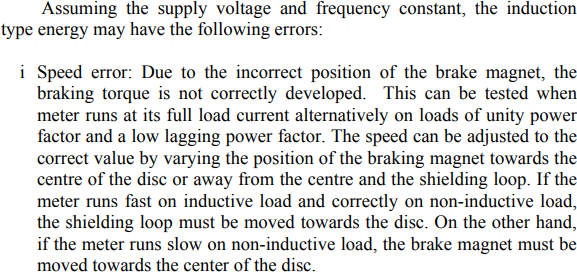 Assuming the supply voltage and frequency constant, the induction
type energy may have the following errors:
i Speed error: Due to the incorrect position of the brake magnet, the
braking torque is not correctly developed. This can be tested when
meter runs at its full load current alternatively on loads of unity power
factor and a low lagging power factor. The speed can be adjusted to the
correct value by varying the position of the braking magnet towards the
centre of the disc or away from the centre and the shielding loop. If the
meter runs fast on inductive load and correctly on non-inductive load,
the shielding loop must be moved towards the disc. On the other hand,
if the meter runs slow on non-inductive load, the brake magnet must be
moved towards the center of the disc.